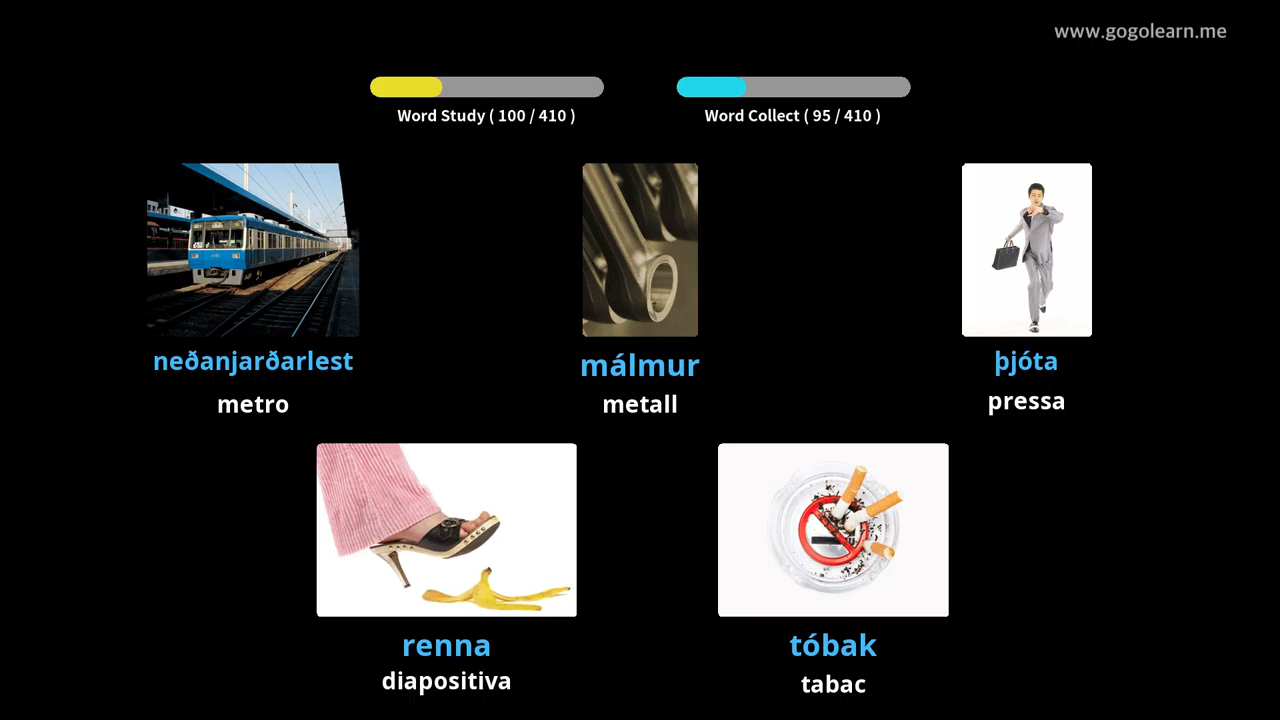 www.gogolearn.me
Word Study ( 100 / 410 )
Word Collect ( 95 / 410 )
neðanjarðarlest
metro
málmur
metall
þjóta
pressa
renna
diapositiva
tóbak
tabac